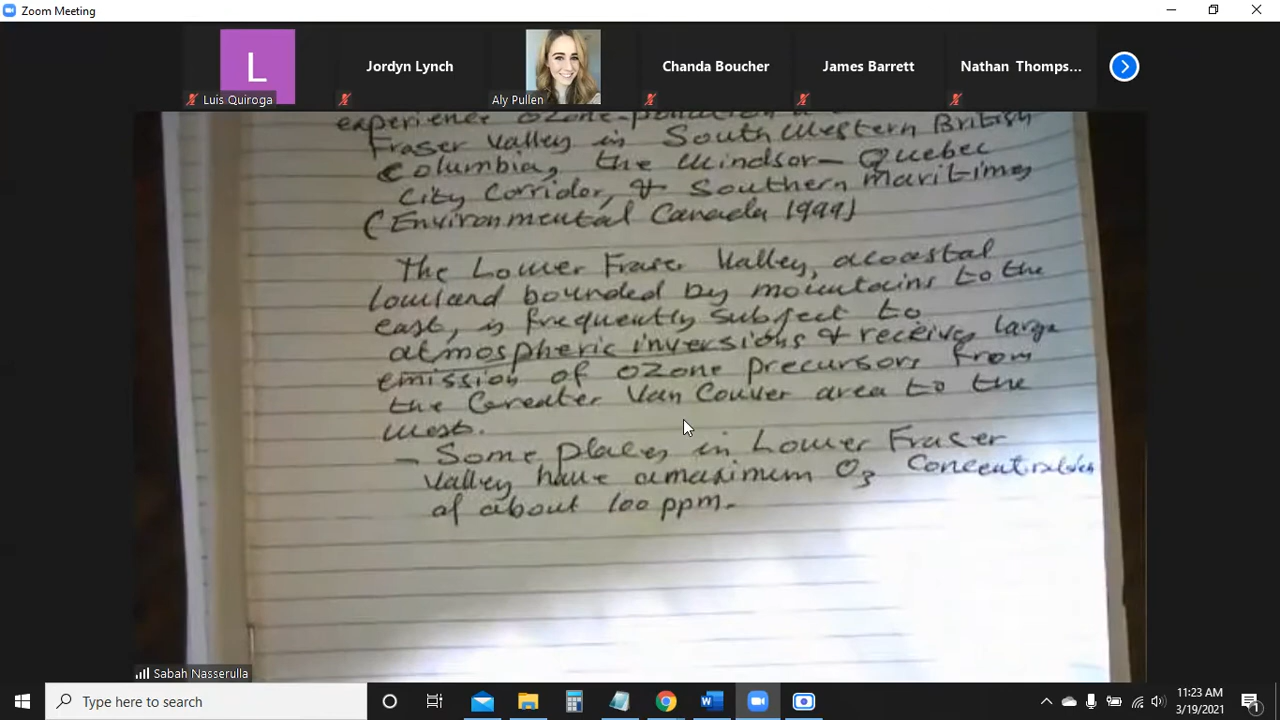 Zoom Meeting
L
Luis Quiroga
Jordyn Lynch
Aly Pullen
Chanda Boucher
James Barrett
Nathan Thomps...
experience Ozone pollution
Fraser Valley in South Western British
Columbia, the Windsor - Quebec
City Corridor, & Southern maritimes
(Environmental Canada 1999)
The Lower Fraser Valley, a coastal
lowland bounded by mountains to the
east, is frequently subject to
atmospheric inversions & receives large
emission of ozone precursors from
the Greater Van Couver area to the
west.
- Some places in Lower Fraser
Valley have a maximum O3 Concentrations
of about 100 ppm.
Sabah Nasserulla
Type here to search
11:23 AM
3/19/2021